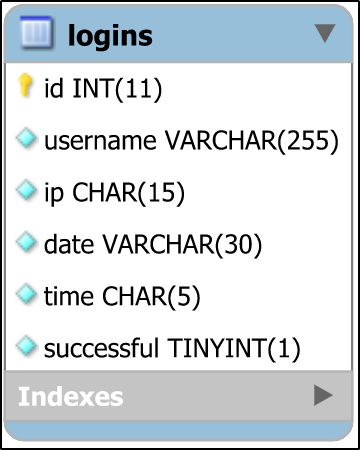 logins
id INT(11)
username VARCHAR(255)
ip CHAR(15)
date VARCHAR(30)
time CHAR(5)
successful TINYINT(1)
Indexes